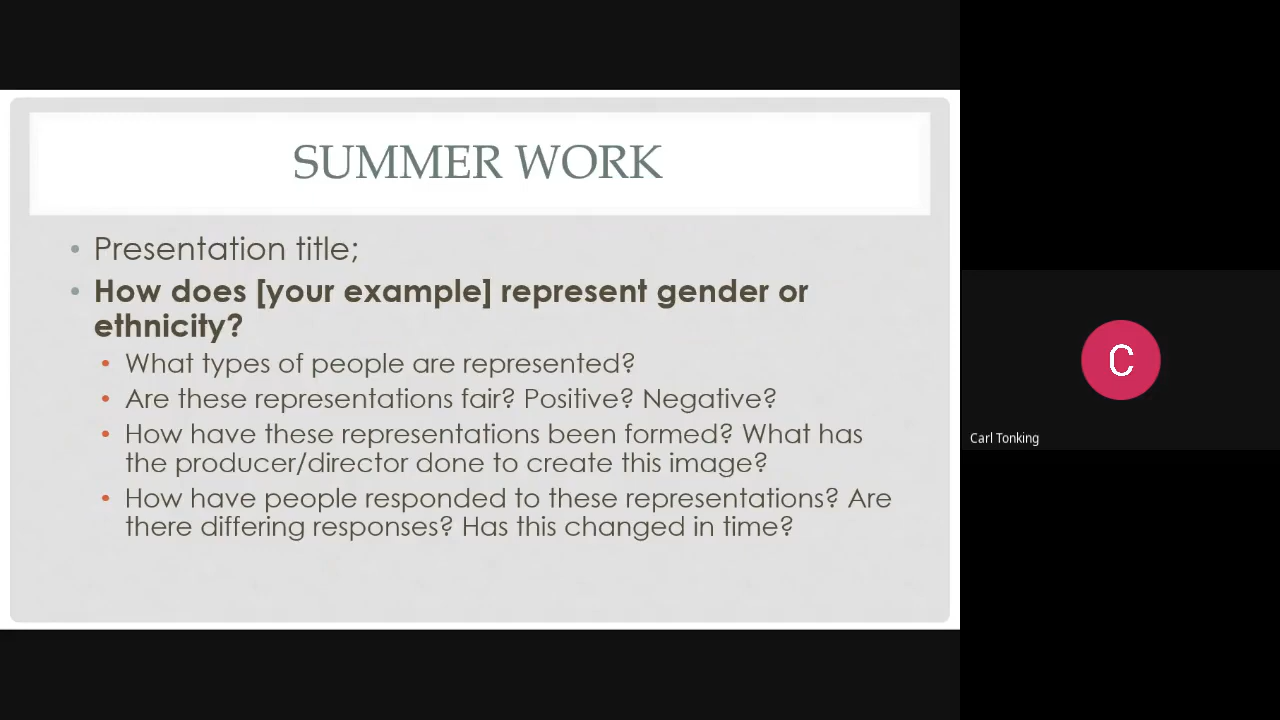 SUMMER WORK
• Presentation title;
• How does [your example] represent gender or
ethnicity?
• What types of people are represented?
• Are these representations fair? Positive? Negative?
• How have these representations been formed? What has
the producer/director done to create this image?
• How have people responded to these representations? Are
there differing responses? Has this changed in time?
C
Carl Tonking